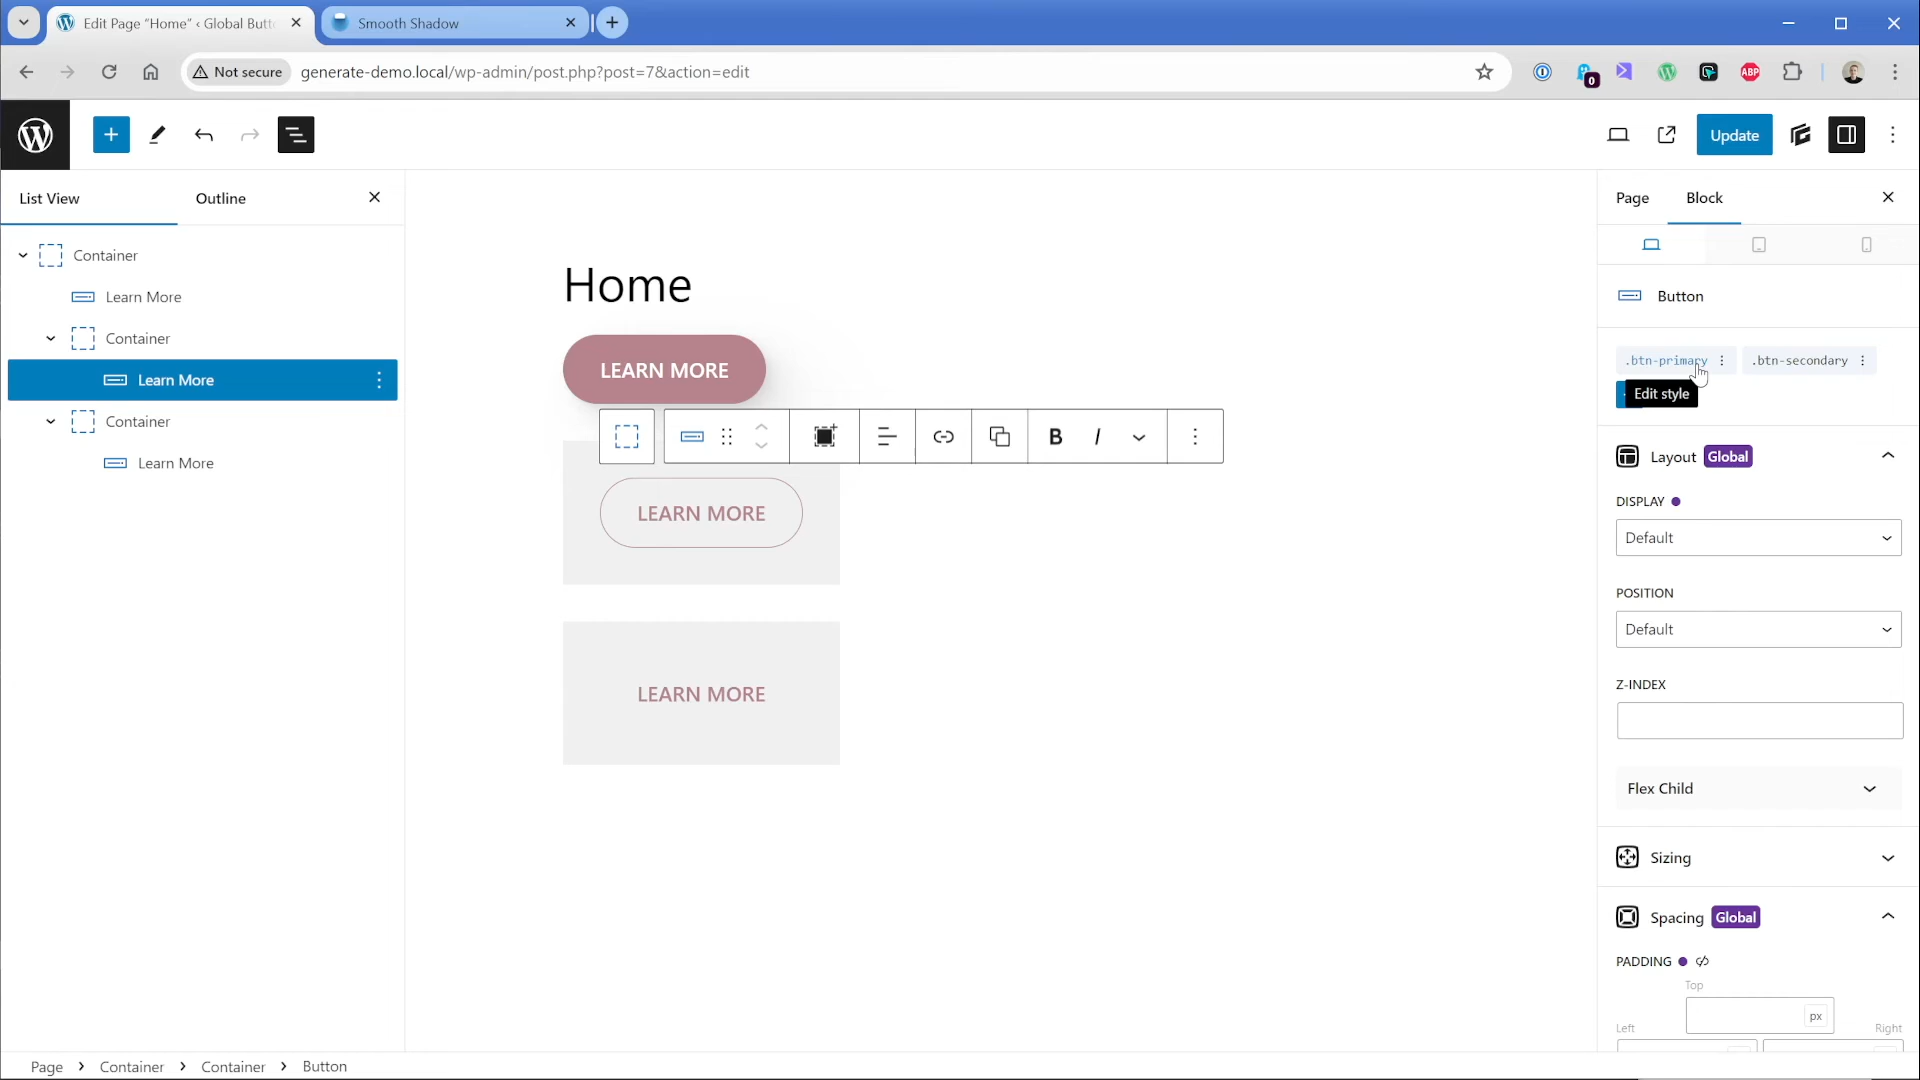 Edit Page “Home” ‹ Global Butt
Smooth Shadow
Not secure
generate-demo.local/wp-admin/post.php?post=7&action=edit
0
ABP
Update
List View
Outline
Page
Block
Container
Learn More
Container
Learn More
Container
Learn More
Home
LEARN MORE
B I
LEARN MORE
LEARN MORE
Button
.btn-primary
.btn-secondary
Edit style
Layout Global
DISPLAY
Default
POSITION
Default
Z-INDEX
Flex Child
Sizing
Spacing Global
PADDING
Top
px
Left
Right
Page
Container
Container
Button